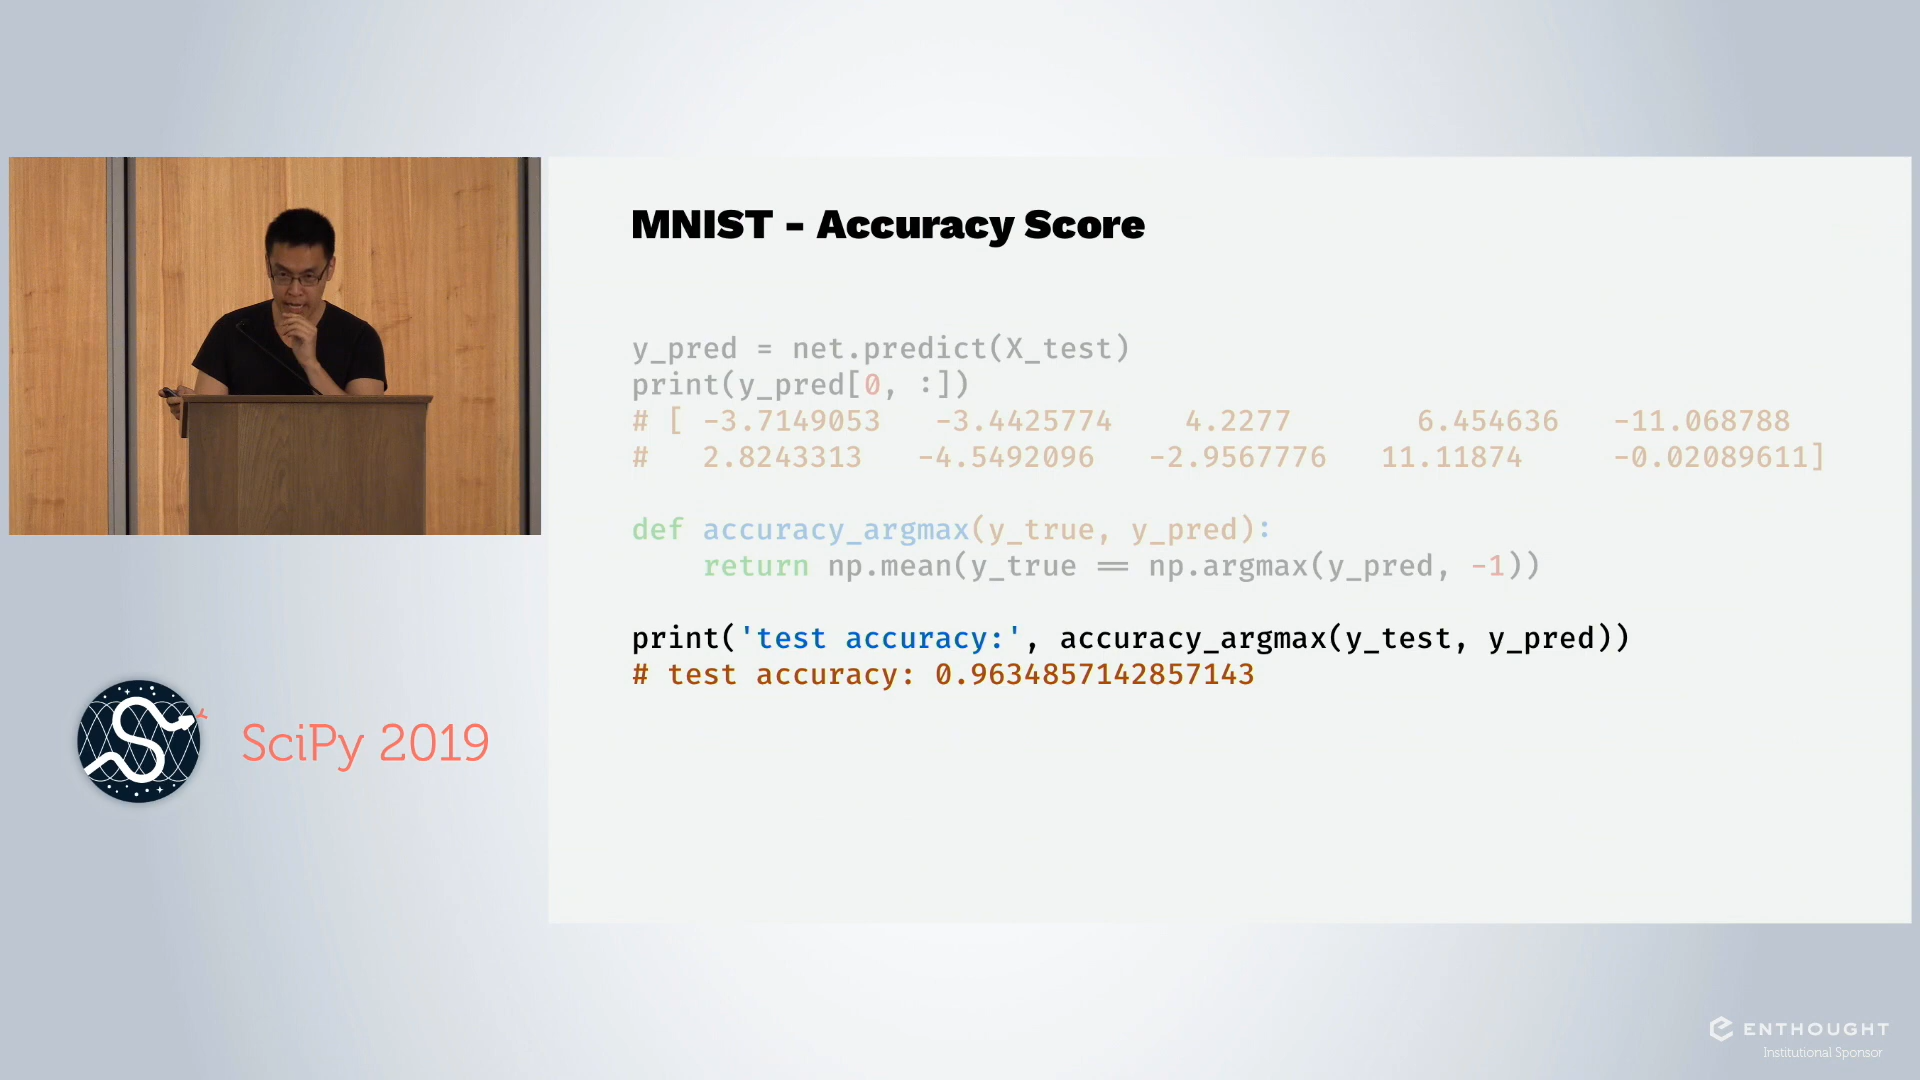 MNIST - Accuracy Score
y_pred = net.predict(X_test)
print(y_pred[0, :])
# [ -3.7149053 -3.4425774 4.2277 6.454636 -11.068788
# 2.8243313 -4.5492096 -2.9567776 11.11874 -0.02089611]
def accuracy_argmax(y_true, y_pred):
return np.mean(y_true == np.argmax(y_pred, -1))
print('test accuracy:', accuracy_argmax(y_test, y_pred))
# test accuracy: 0.9634857142857143
SciPy 2019
ENTHOUGHT
Institutional Sponsor